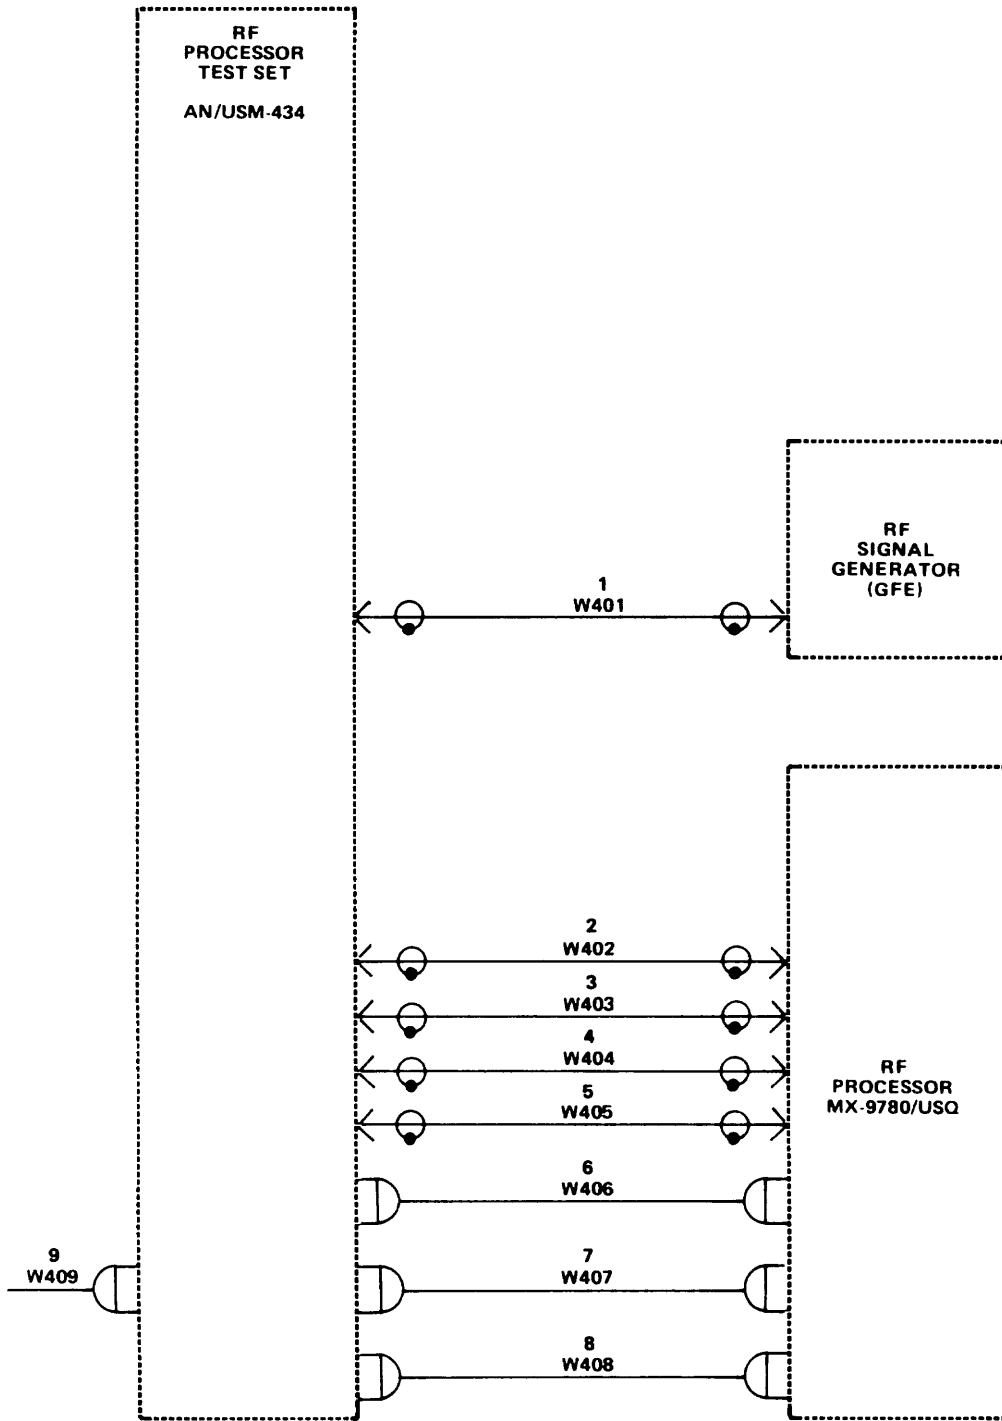 RF
PROCESSOR
TEST SET
AN/USM-434
RF
SIGNAL
GENERATOR
(GFE)
1
W401
2
W402
3
W403
4
W404
5
W405
RF
PROCESSOR
MX-9780/USQ
6
W406
9
W409
7
W407
8
W408